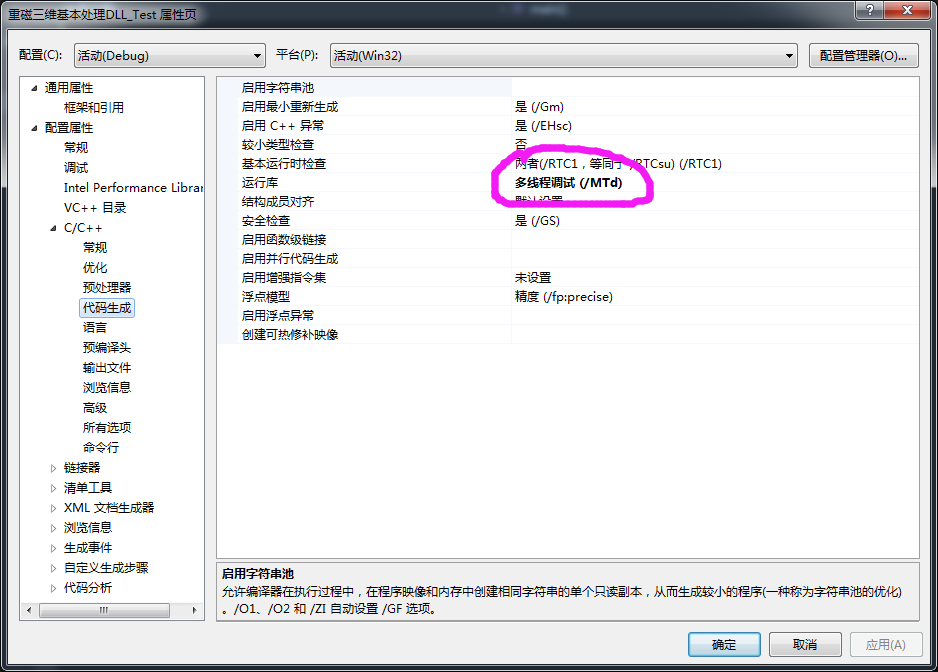 重磁三维基本处理DLL_Test 属性页
配置(C): 活动(Debug) 平台(P): 活动(Win32) 配置管理器(O)...
通用属性
框架和引用
配置属性
常规
调试
Intel Performance Librar
VC++ 目录
C/C++
常规
优化
预处理器
代码生成
语言
预编译头
输出文件
浏览信息
高级
所有选项
命令行
链接器
清单工具
XML 文档生成器
浏览信息
生成事件
自定义生成步骤
代码分析
启用字符串池
启用最小重新生成 是 (/Gm)
启用 C++ 异常 是 (/EHsc)
较小类型检查 否
基本运行时检查 两者(/RTC1，等同于 /RTCsu) (/RTC1)
运行库 多线程调试 (/MTd)
结构成员对齐 默认设置
安全检查 是 (/GS)
启用函数级链接
启用并行代码生成
启用增强指令集 未设置
浮点模型 精度 (/fp:precise)
启用浮点异常
创建可热修补映像
启用字符串池
允许编译器在执行过程中，在程序映像和内存中创建相同字符串的单个只读副本，从而生成较小的程序(一种称为字符串池的优化)
。/O1、/O2 和 /ZI 自动设置 /GF 选项。
确定 取消 应用(A)